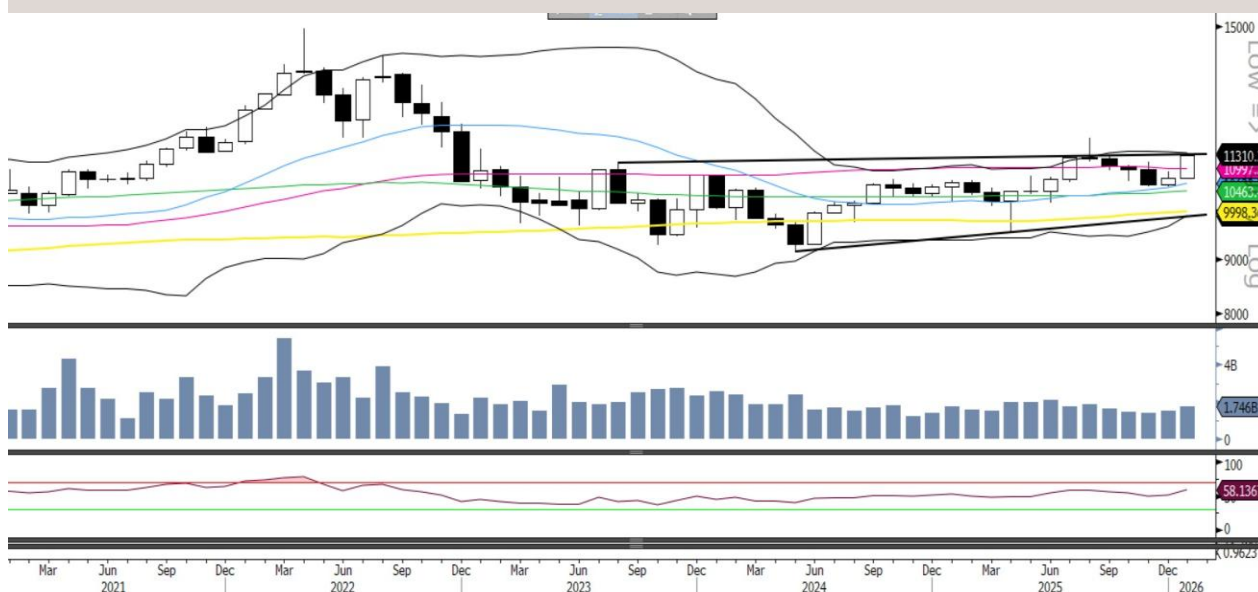 15000
Low =>
11310.
10997.
10463.
9998.3
9000
Log
8000
4B
1.746B
0
100
58.136
0
0.9623
Mar Jun Sep Dec Mar Jun Sep Dec Mar Jun Sep Dec Jun Sep Dec Mar Jun Sep Dec
2021 2022 2023 2024 2025 2026